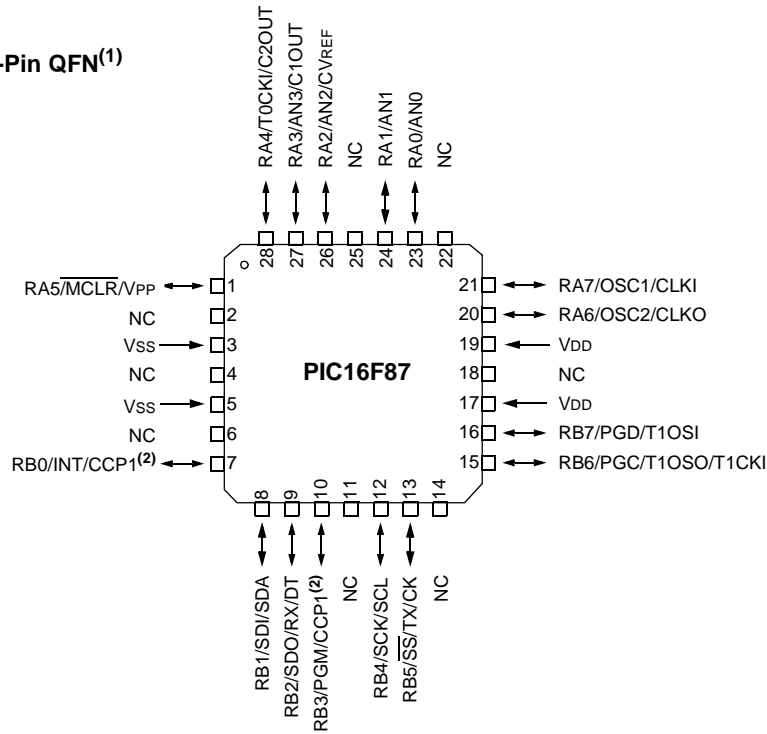 -Pin QFN(1)
RA4/T0CKI/C2OUT
RA3/AN3/C1OUT
RA2/AN2/CVREF
NC
RA1/AN1
RA0/AN0
NC
28 27 26 25 24 23 22
RA5/MCLR/VPP 1
NC 2
VSS 3
NC 4
VSS 5
NC 6
RB0/INT/CCP1(2) 7
PIC16F87
21 RA7/OSC1/CLKI
20 RA6/OSC2/CLKO
19 VDD
18 NC
17 VDD
16 RB7/PGD/T1OSI
15 RB6/PGC/T1OSO/T1CKI
8 9 10 11 12 13 14
RB1/SDI/SDA
RB2/SDO/RX/DT
RB3/PGM/CCP1(2)
NC
RB4/SCK/SCL
RB5/SS/TX/CK
NC